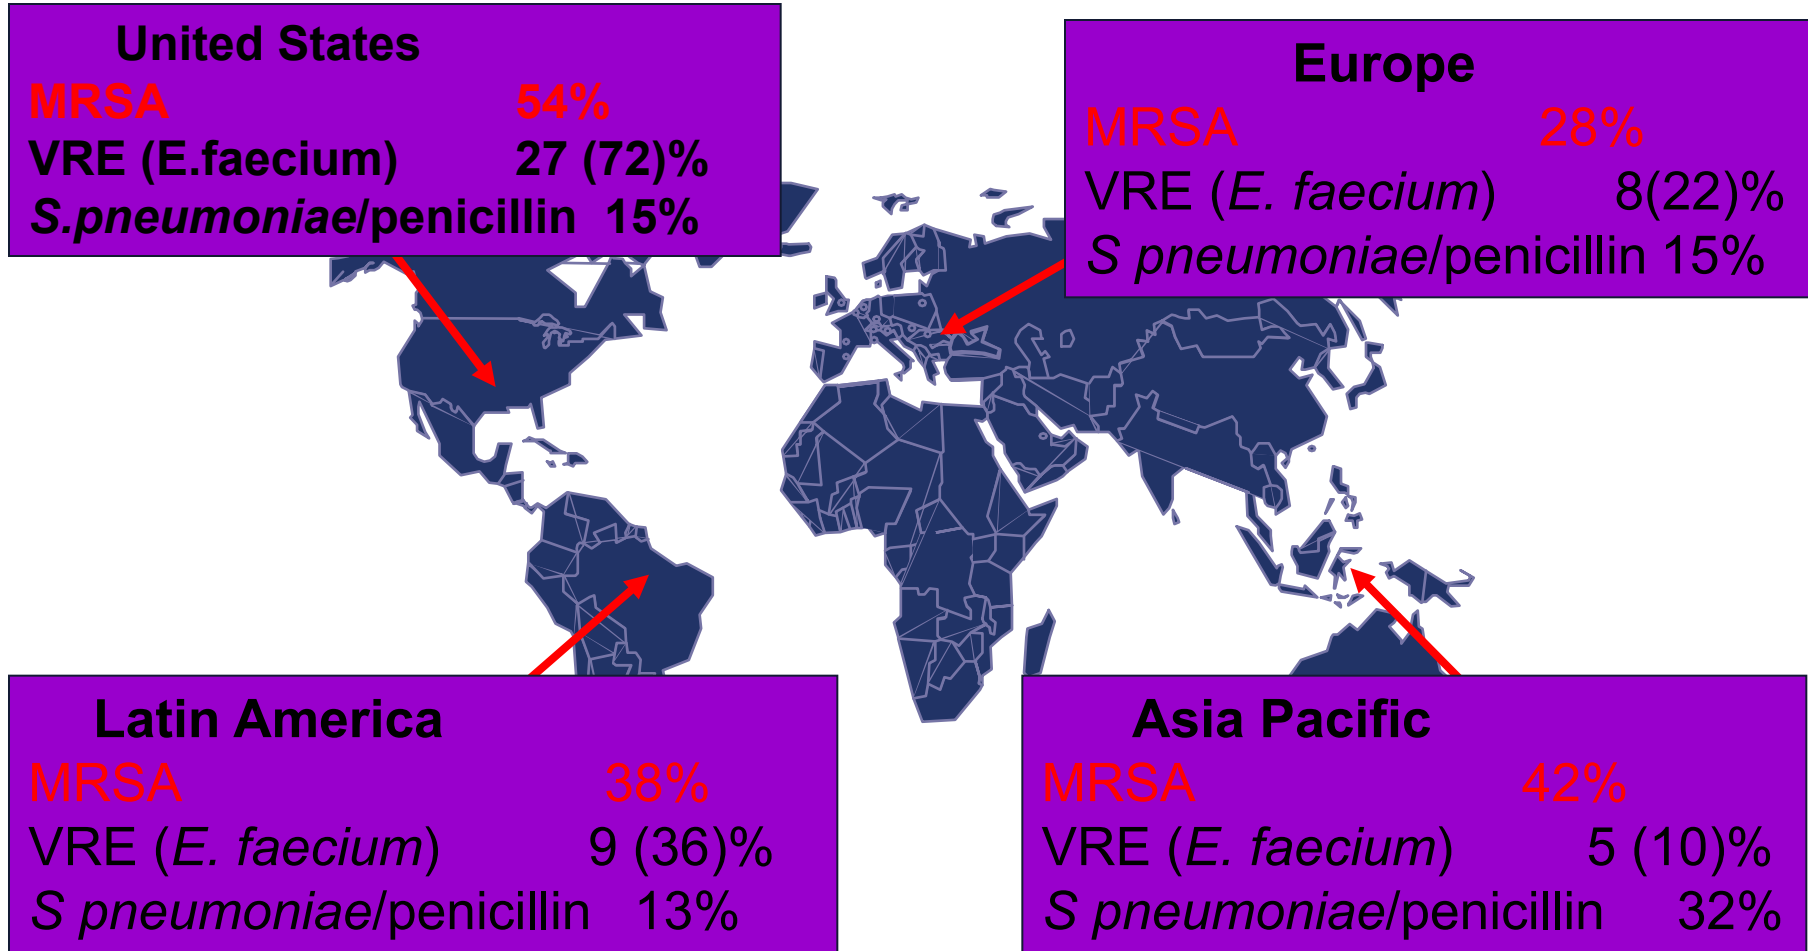 United States
MRSA 54%
VRE (E.faecium) 27 (72)%
S.pneumoniae/penicillin 15%
Europe
MRSA 28%
VRE (E. faecium) 8(22)%
S pneumoniae/penicillin 15%
Latin America
MRSA 38%
VRE (E. faecium) 9 (36)%
S pneumoniae/penicillin 13%
Asia Pacific
MRSA 42%
VRE (E. faecium) 5 (10)%
S pneumoniae/penicillin 32%